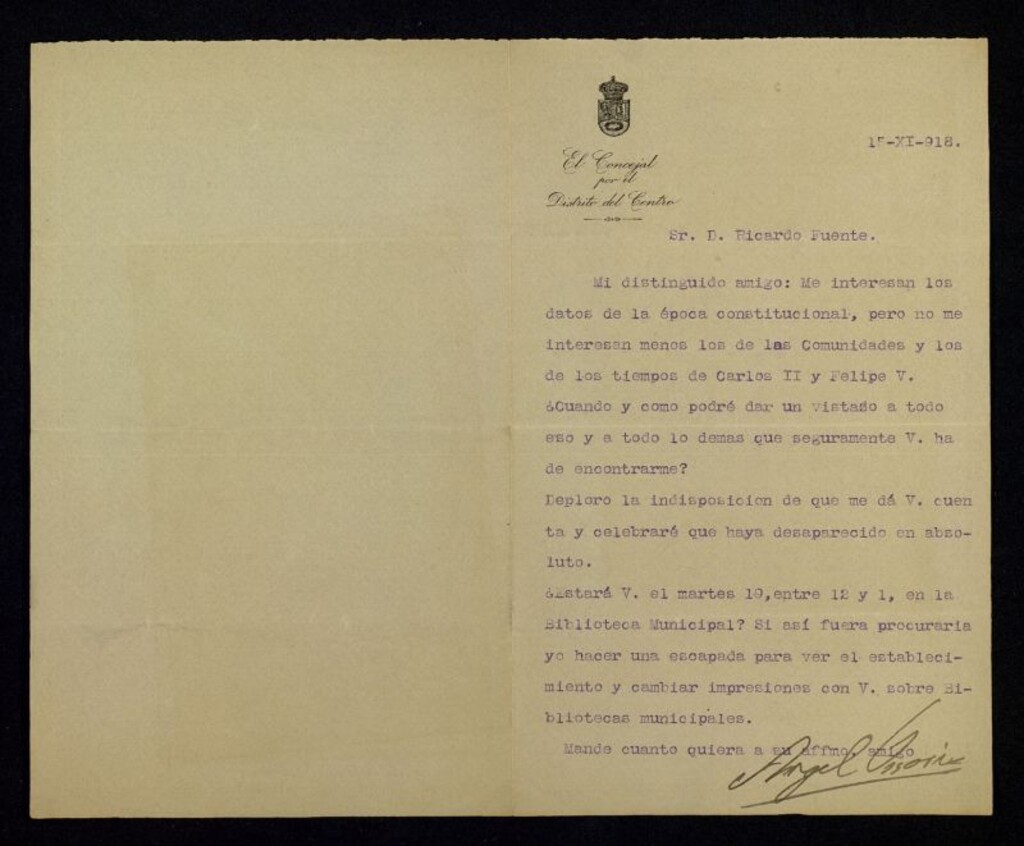 El Concejal
por el
Distrito del Centro
15-XI-918.
Sr. D. Ricardo Fuente.
Mi distinguido amigo: Me interesan los
datos de la época constitucional, pero no me
interesan menos los de las Comunidades y los
de los tiempos de Carlos II y Felipe V.
¿Cuando y como podré dar un vistaño a todo
eso y a todo lo demas que seguramente V. ha
de encontrarme?
Deploro la indisposicion de que me dá V. cuen
ta y celebraré que haya desaparecido en abso-
luto.
¿Estará V. el martes 19,entre 12 y 1, en la
Biblioteca Municipal? Si así fuera procuraria
yo hacer una escapada para ver el estableci-
miento y cambiar impresiones con V. sobre Bi-
bliotecas municipales.
Mande cuanto quiera a su affmo. amigo
Angel Ossorio